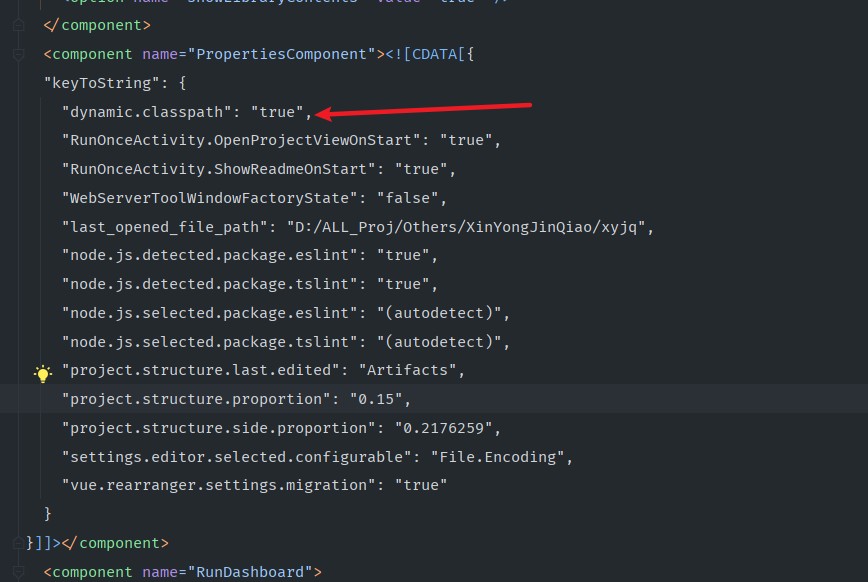 </component>
<component name="PropertiesComponent"><![CDATA[{
"keyToString": {
"dynamic.classpath": "true",
"RunOnceActivity.OpenProjectViewOnStart": "true",
"RunOnceActivity.ShowReadmeOnStart": "true",
"WebServerToolWindowFactoryState": "false",
"last_opened_file_path": "D:/ALL_Proj/Others/XinYongJinQiao/xyjq",
"node.js.detected.package.eslint": "true",
"node.js.detected.package.tslint": "true",
"node.js.selected.package.eslint": "(autodetect)",
"node.js.selected.package.tslint": "(autodetect)",
"project.structure.last.edited": "Artifacts",
"project.structure.proportion": "0.15",
"project.structure.side.proportion": "0.2176259",
"settings.editor.selected.configurable": "File.Encoding",
"vue.rearranger.settings.migration": "true"
}
}]]></component>
<component name="RunDashboard">